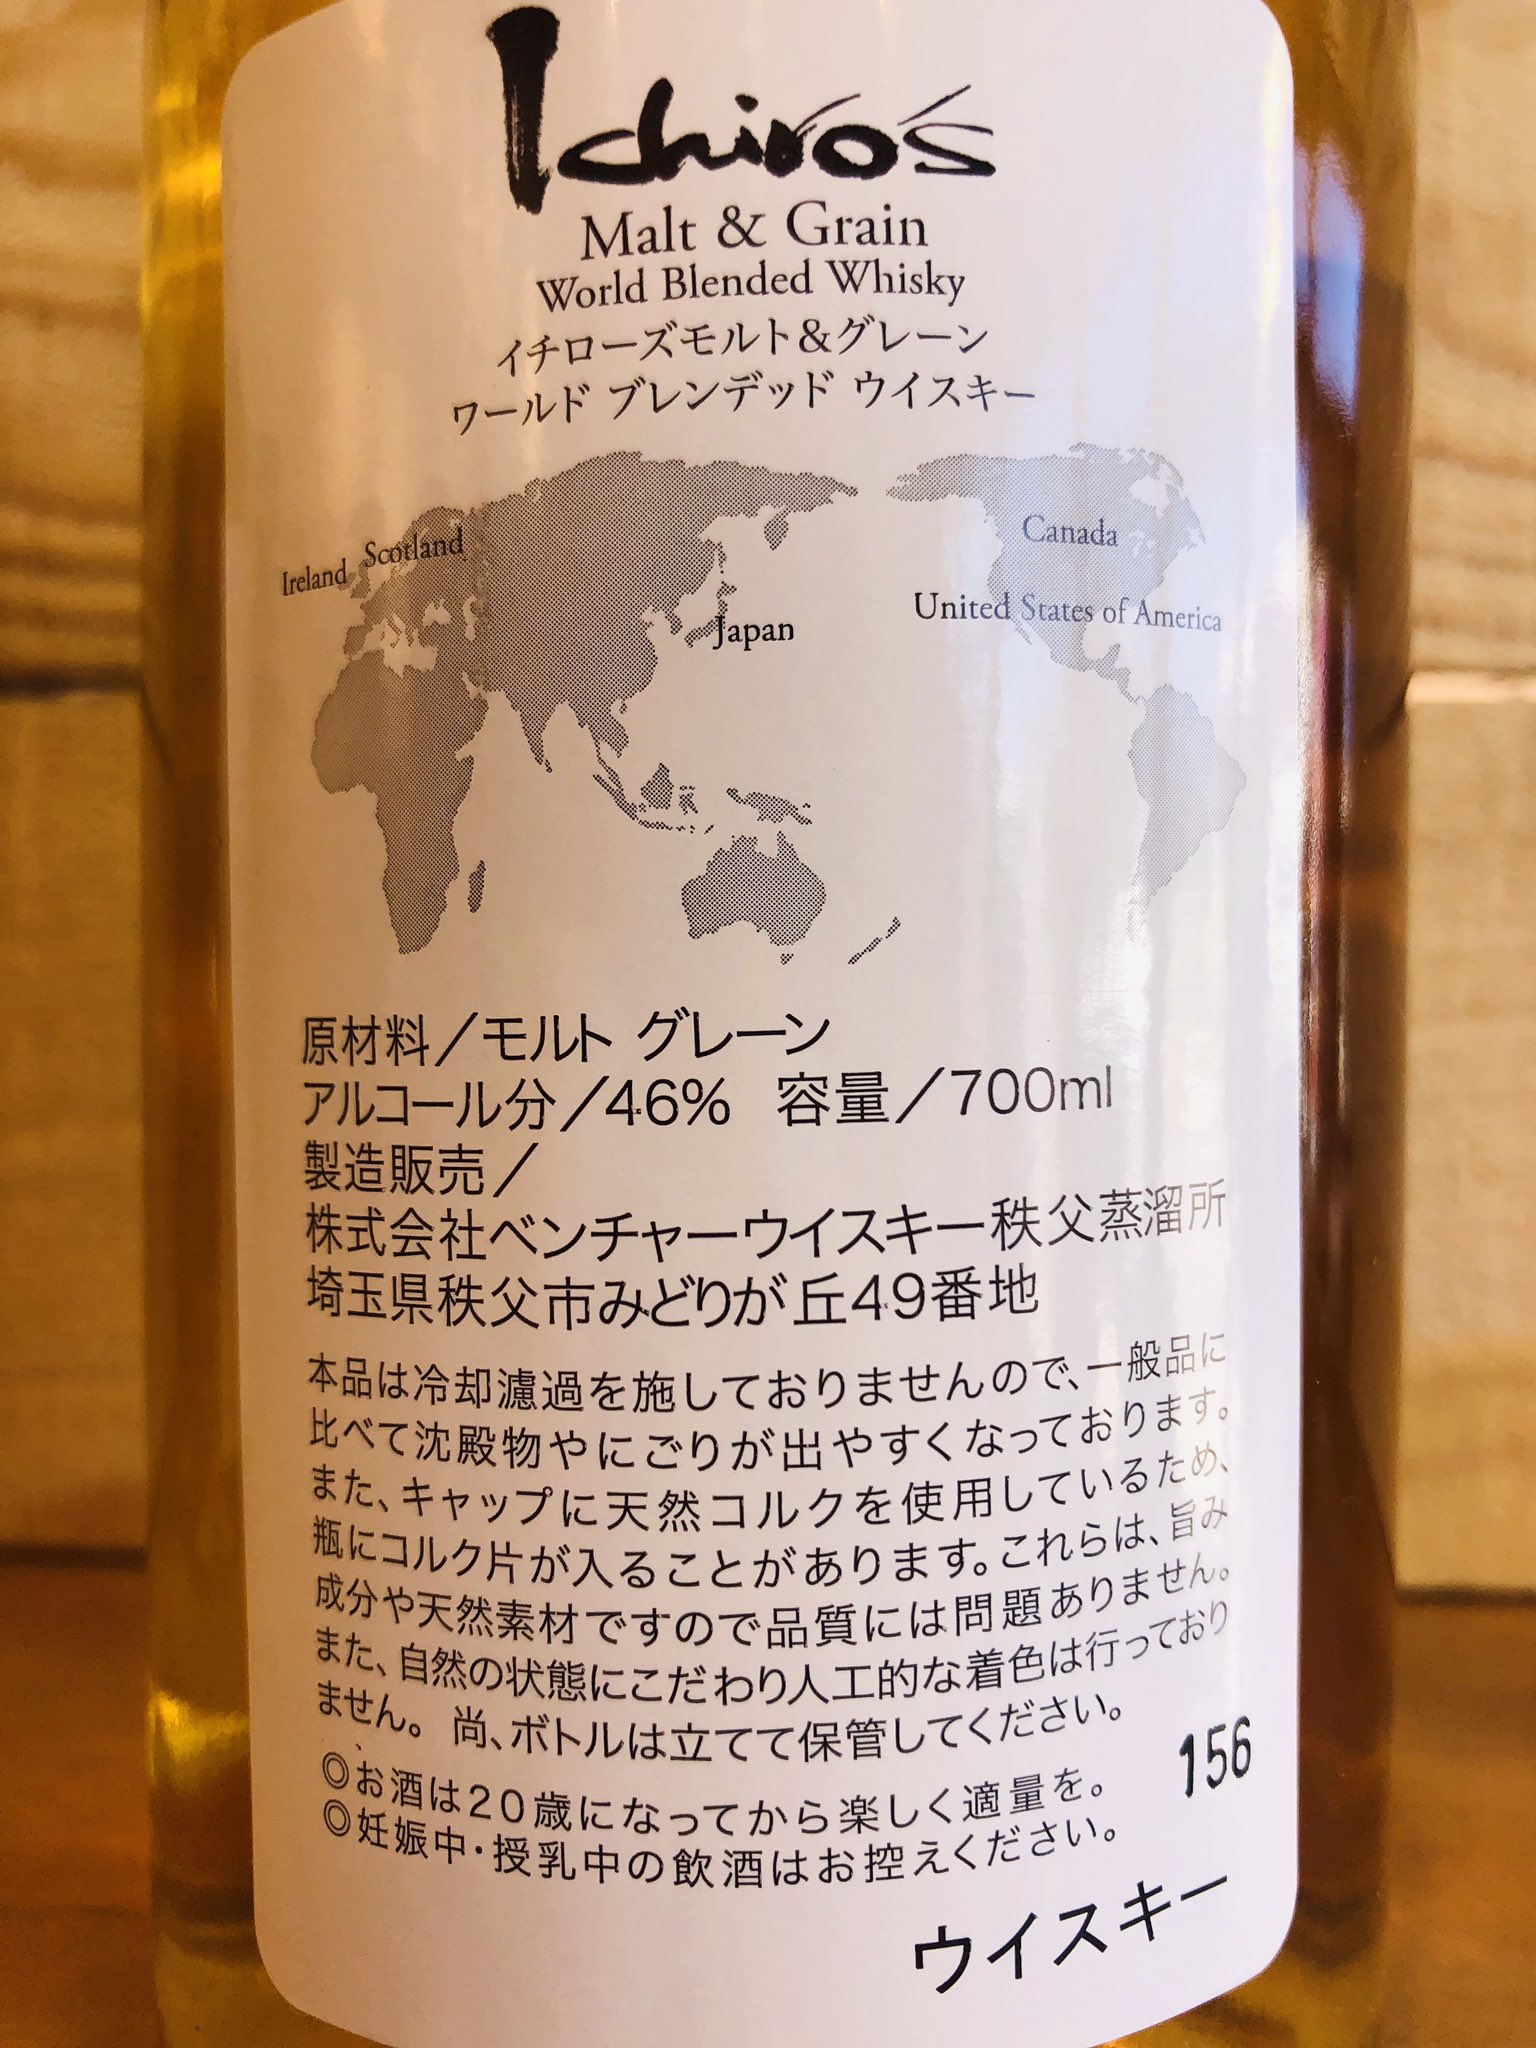 Ichiro's
Malt & Grain
World Blended Whisky
イチローズモルト&グレーン
ワールド ブレンデッド ウイスキー
Ireland
Scotland
Japan
Canada
United States of America
原材料/モルト グレーン
アルコール分/46% 容量/700ml
製造販売/
株式会社ベンチャーウイスキー秩父蒸溜所
埼玉県秩父市みどりが丘49番地
本品は冷却濾過を施しておりませんので、一般品に
比べて沈殿物やにごりが出やすくなっております。
また、キャップに天然コルクを使用しているため、
瓶にコルク片が入ることがあります。これらは、旨み
成分や天然素材ですので品質には問題ありません。
また、自然の状態にこだわり人工的な着色は行っており
ません。 尚、ボトルは立てて保管してください。
◎お酒は20歳になってから楽しく適量を。
◎妊娠中・授乳中の飲酒はお控えください。
156
ウイスキー